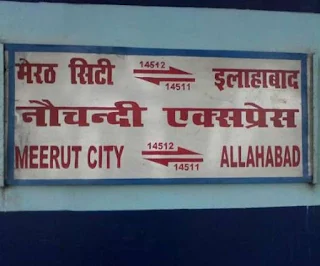 मेरठ सिटी 14512 14511 इलाहाबाद
नौचन्दी एक्सप्रेस
MEERUT CITY 14512 14511 ALLAHABAD